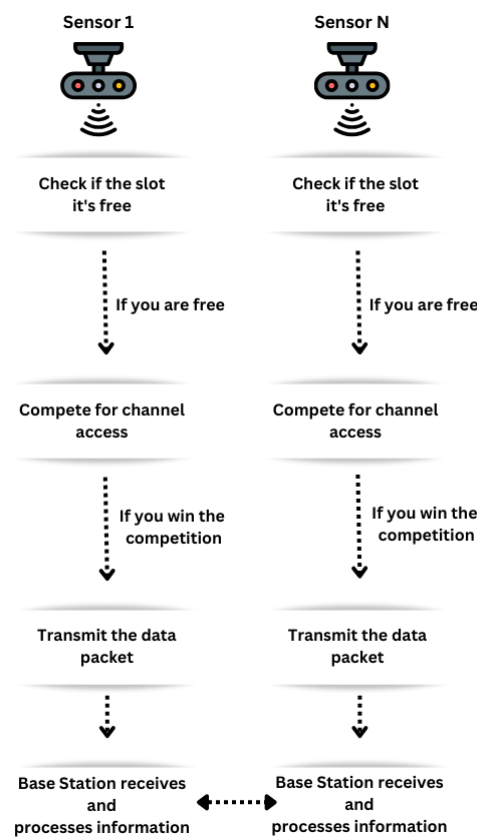 Sensor 1
Sensor N
Check if the slot
it's free
Check if the slot
it's free
If you are free
If you are free
Compete for channel
access
Compete for channel
access
If you win the
competition
If you win the
competition
Transmit the data
packet
Transmit the data
packet
Base Station receives
and
processes information
Base Station receives
and
processes information